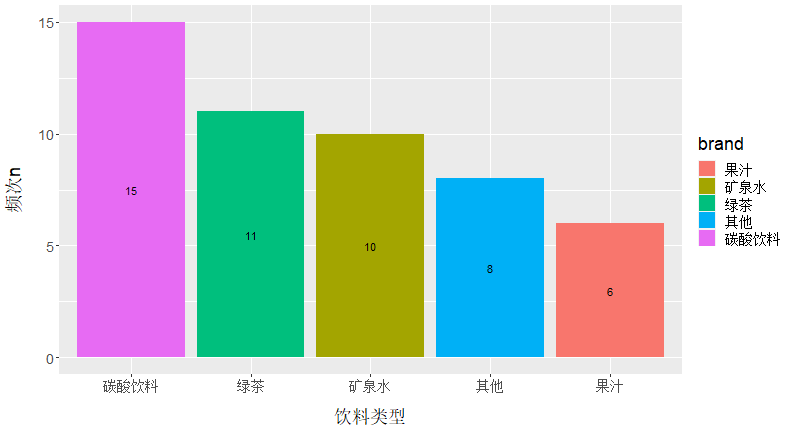 15
10
5
0
频次n
15
11
10
8
6
碳酸饮料
绿茶
矿泉水
其他
果汁
饮料类型
brand
果汁
矿泉水
绿茶
其他
碳酸饮料